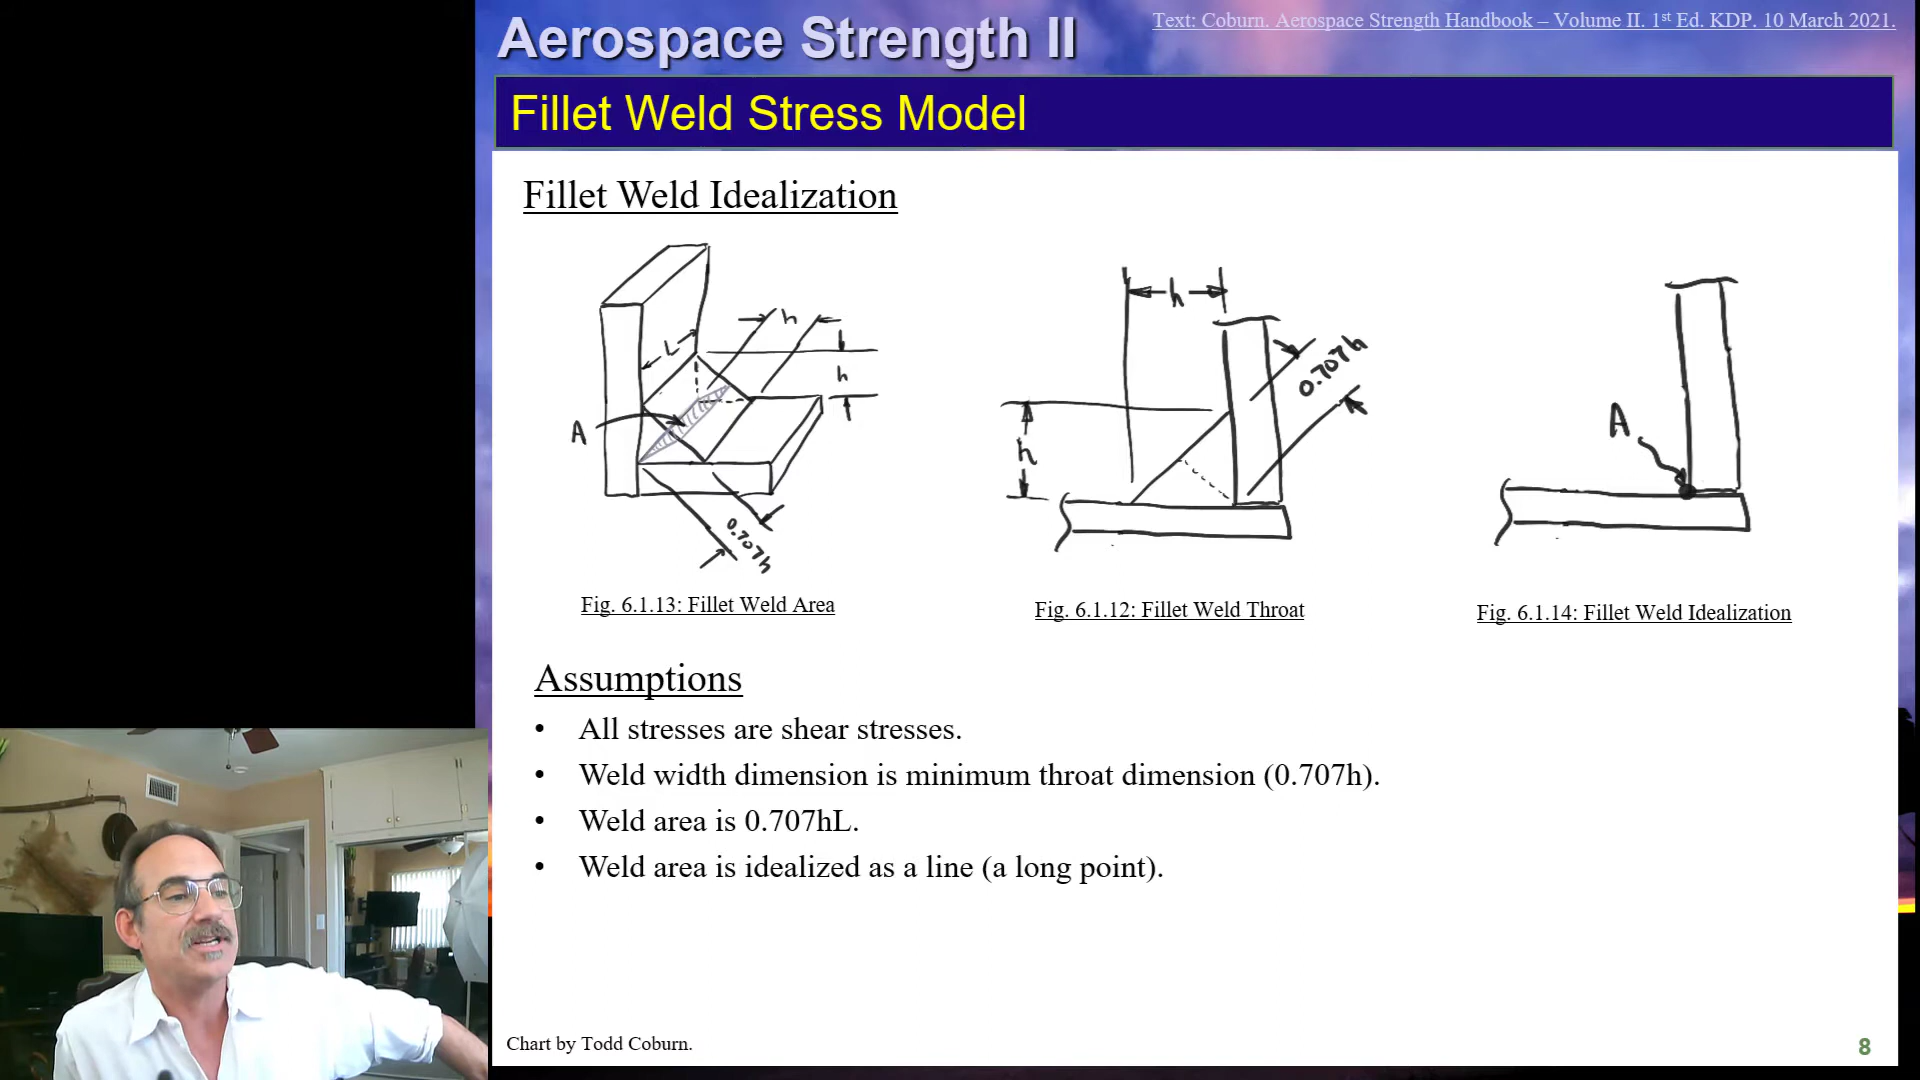 Aerospace Strength II
Text: Coburn. Aerospace Strength Handbook – Volume II. 1st Ed. KDP. 10 March 2021.
Fillet Weld Stress Model
Fillet Weld Idealization
L
h
h
A
0.707h
h
h
0.707h
A
Fig. 6.1.13: Fillet Weld Area
Fig. 6.1.12: Fillet Weld Throat
Fig. 6.1.14: Fillet Weld Idealization
Assumptions
• All stresses are shear stresses.
• Weld width dimension is minimum throat dimension (0.707h).
• Weld area is 0.707hL.
• Weld area is idealized as a line (a long point).
Chart by Todd Coburn.
8